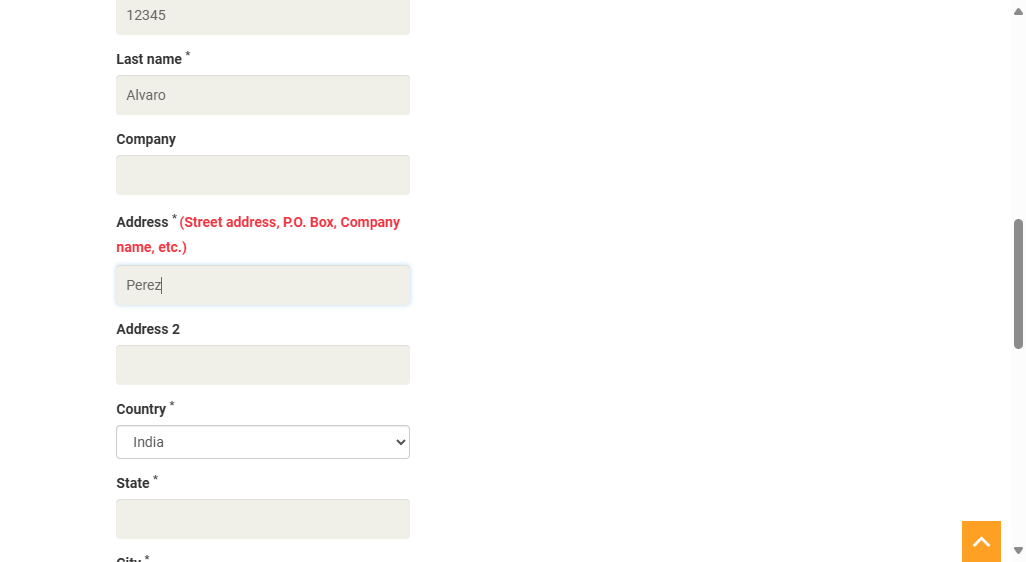 12345
Last name *
Alvaro
Company
Address * (Street address, P.O. Box, Company
name, etc.)
Perez
Address 2
Country *
India
State *
City *